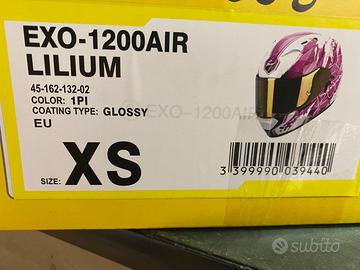 EXO-1200AIR
LILIUM
45-162-132-02
COLOR: 1PI
COATING TYPE: GLOSSY
EU
EXO-1200AIR
SIZE: XS
3 399990 039440
subito